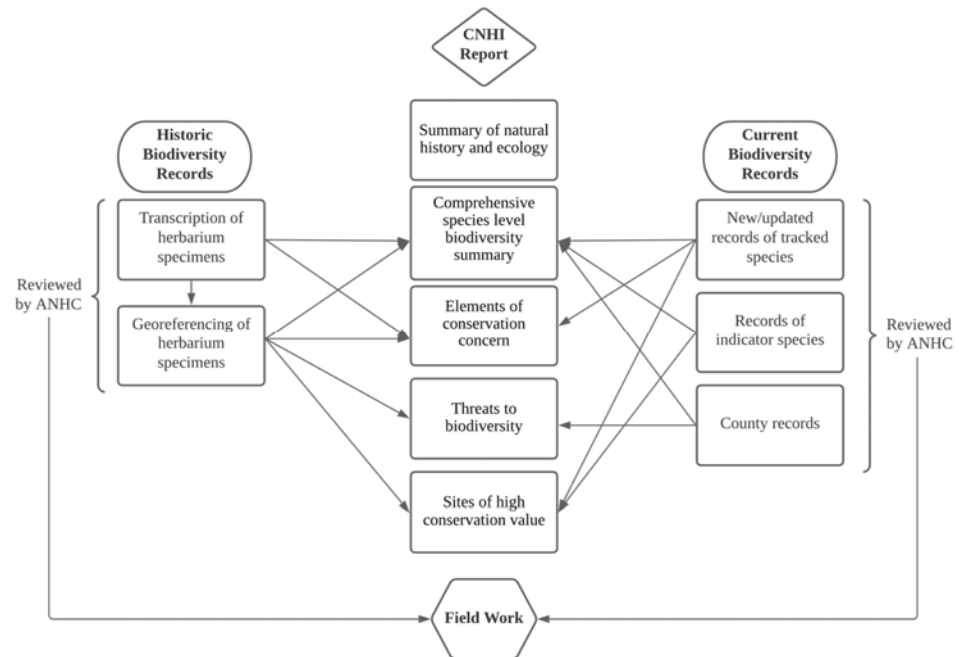 CNHI
Report
Historic
Biodiversity
Records
Transcription of
herbarium
specimens
Georeferencing of
herbarium
specimens
Reviewed
by ANHC
Summary of natural
history and ecology
Comprehensive
species level
biodiversity
summary
Elements of
conservation
concern
Threats to
biodiversity
Sites of high
conservation value
Current
Biodiversity
Records
New/updated
records of tracked
species
Records of
indicator species
County records
Reviewed
by ANHC
Field Work